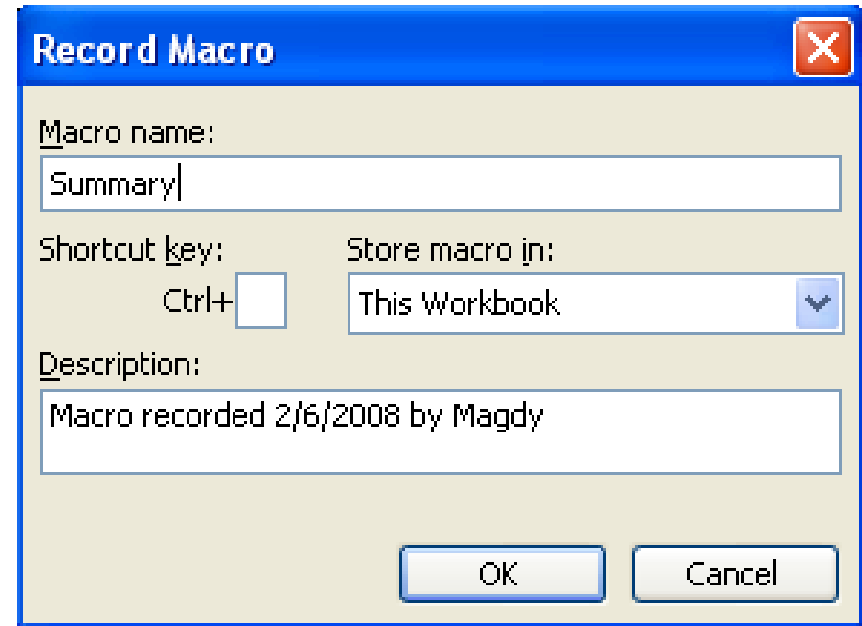 Record Macro
Macro name:
Summary
Shortcut key:
Store macro in:
Ctrl+
This Workbook
Description:
Macro recorded 2/6/2008 by Magdy
OK
Cancel